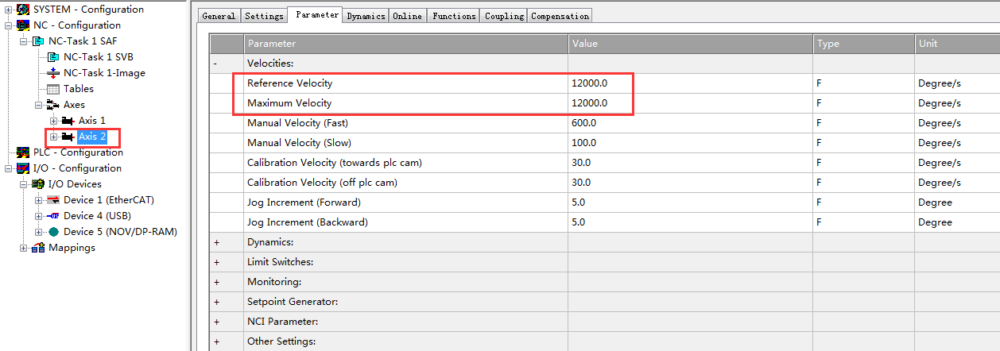 SYSTEM - Configuration
NC - Configuration
NC-Task 1 SAF
NC-Task 1 SVB
NC-Task 1-Image
Tables
Axes
Axis 1
Axis 2
PLC - Configuration
I/O - Configuration
I/O Devices
Device 1 (EtherCAT)
Device 4 (USB)
Device 5 (NOV/DP-RAM)
Mappings
General Settings Parameter Dynamics Online Functions Coupling Compensation
Parameter Value Type Unit
- Velocities:
Reference Velocity 12000.0 F Degree/s
Maximum Velocity 12000.0 F Degree/s
Manual Velocity (Fast) 600.0 F Degree/s
Manual Velocity (Slow) 100.0 F Degree/s
Calibration Velocity (towards plc cam) 30.0 F Degree/s
Calibration Velocity (off plc cam) 30.0 F Degree/s
Jog Increment (Forward) 5.0 F Degree
Jog Increment (Backward) 5.0 F Degree
+ Dynamics:
+ Limit Switches:
+ Monitoring:
+ Setpoint Generator:
+ NCI Parameter:
+ Other Settings: